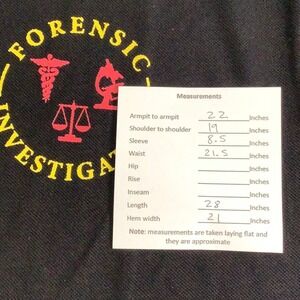 FORENSIC
INVESTIGA
Measurements
Armpit to armpit 22 Inches
Shoulder to shoulder 19 Inches
Sleeve 8.5 Inches
Waist 21.5 Inches
Hip Inches
Rise Inches
Inseam Inches
Length 28 Inches
Hem width 21 Inches
Note: measurements are taken laying flat and
they are approximate